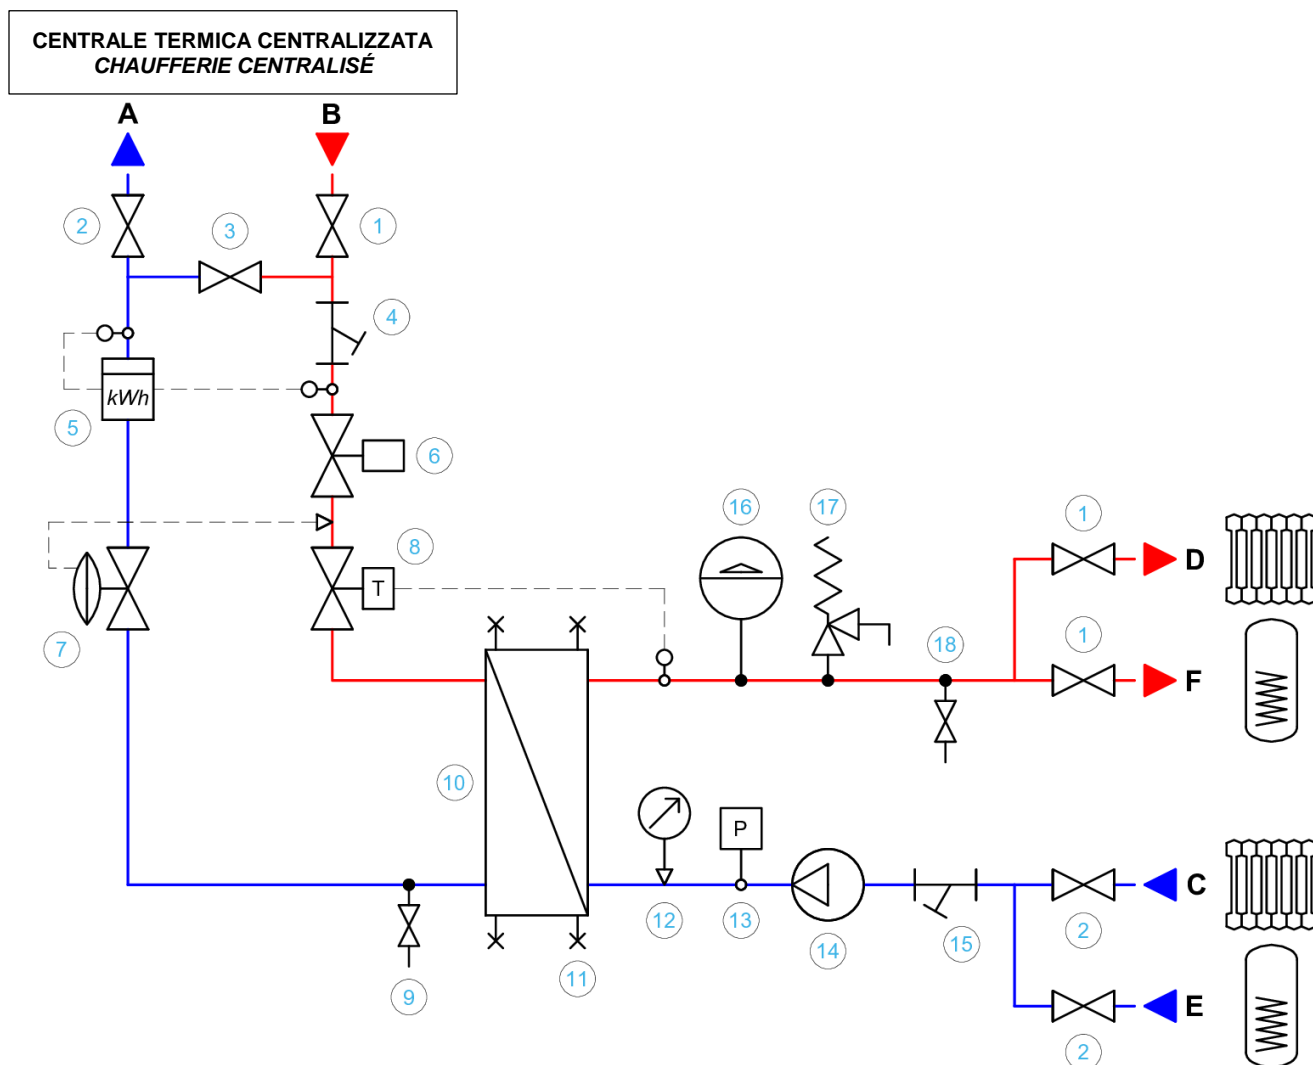 CENTRALE TERMICA CENTRALIZZATA
CHAUFFERIE CENTRALISÉ
A B
2 3 1
4
kWh
5
6
8
T
7
16 17
1
D
18
1
F
10
P
C
12 13 14 15 2
9 11
E
2